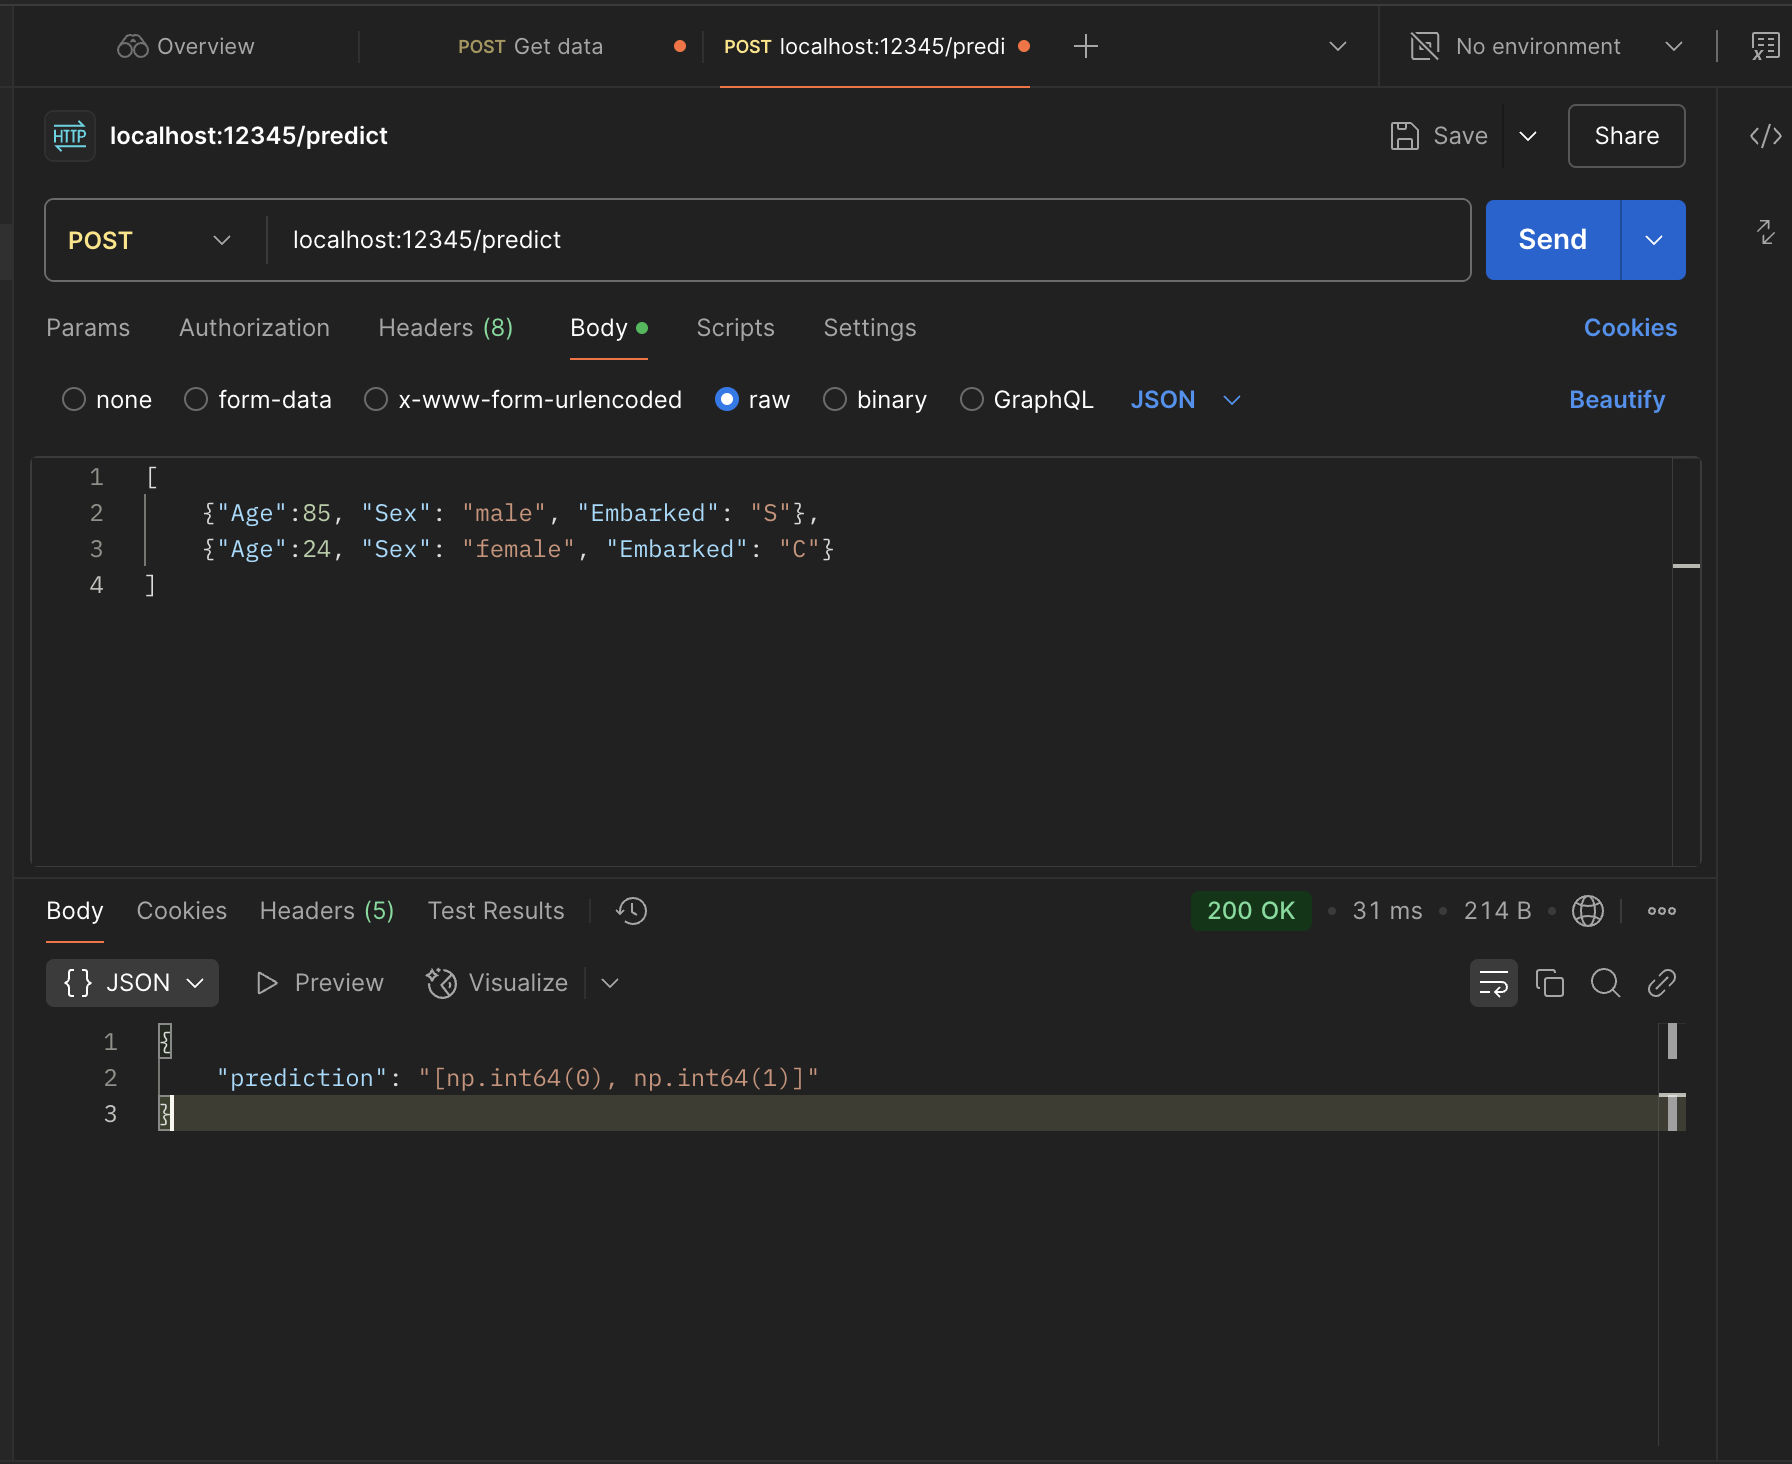 Overview
POST Get data
POST localhost:12345/predi
No environment
HTTP
localhost:12345/predict
Save
Share
POST
localhost:12345/predict
Send
Params Authorization Headers (8) Body Scripts Settings Cookies
none form-data x-www-form-urlencoded raw binary GraphQL JSON Beautify
1 [
2 {"Age":85, "Sex": "male", "Embarked": "S"},
3 {"Age":24, "Sex": "female", "Embarked": "C"}
4 ]
Body Cookies Headers (5) Test Results 200 OK • 31 ms • 214 B •
{} JSON Preview Visualize
1 {
2 "prediction": "[np.int64(0), np.int64(1)]"
3 }